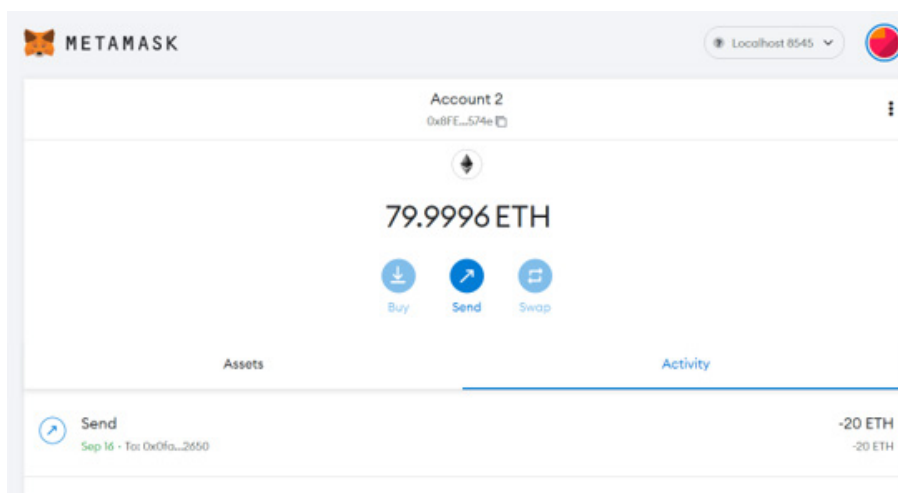 METAMASK
Localhost 8545
Account 2
0x8FE...574e
79.9996 ETH
Buy
Send
Swap
Assets
Activity
Send
-20 ETH
Sep 16 · To: 0x0fa...2650
-20 ETH